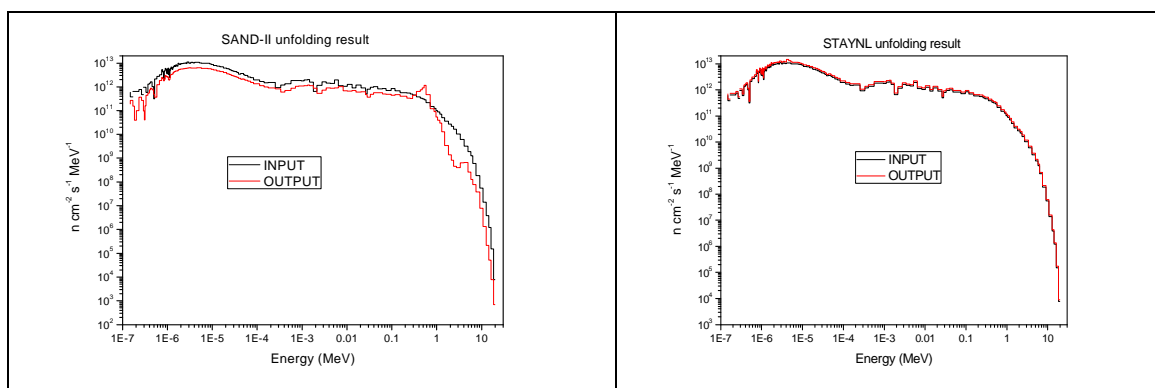 SAND-II unfolding result
10^13
10^12
10^11
10^10
10^9
10^8
10^7
10^6
10^5
10^4
10^3
10^2
n cm^-2 s^-1 MeV^-1
INPUT
OUTPUT
1E-7 1E-6 1E-5 1E-4 1E-3 0.01 0.1 1 10
Energy (MeV)
STAYNL unfolding result
10^14
10^13
10^12
10^11
10^10
10^9
10^8
10^7
10^6
10^5
10^4
10^3
n cm^-2 s^-1 MeV^-1
INPUT
OUTPUT
1E-7 1E-6 1E-5 1E-4 1E-3 0.01 0.1 1 10
Energy (MeV)